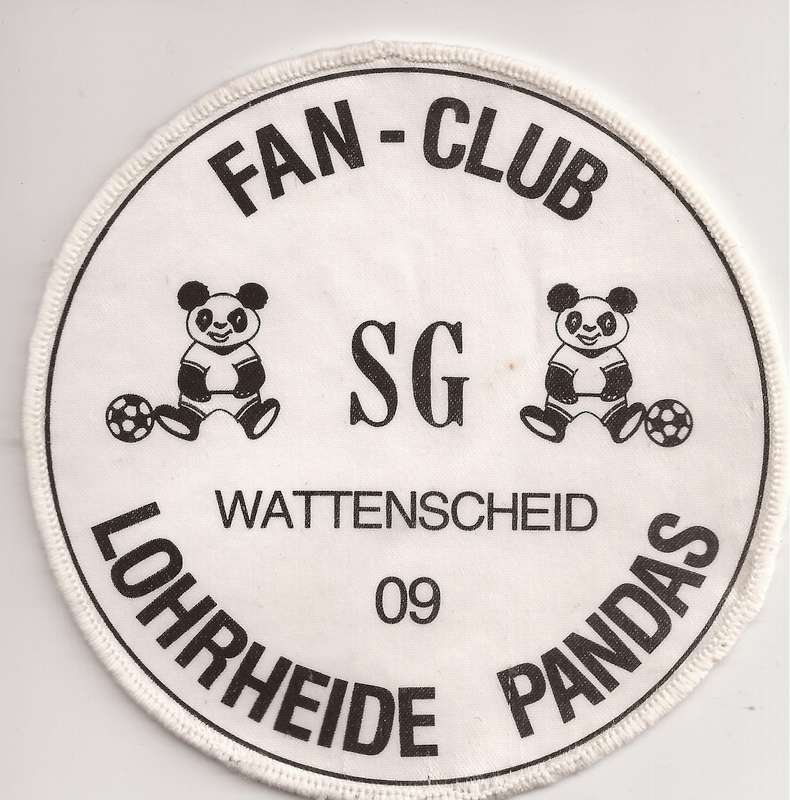 FAN-CLUB
SG
WATTENSCHEID
09
LOHRHEIDE PANDAS